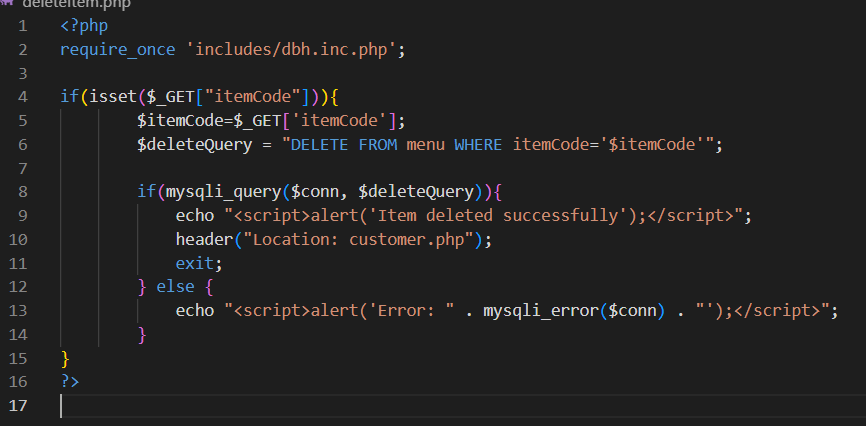 deleteItem.php
1 <?php
2 require_once 'includes/dbh.inc.php';
3
4 if(isset($_GET["itemCode"])){
5 $itemCode=$_GET['itemCode'];
6 $deleteQuery = "DELETE FROM menu WHERE itemCode='$itemCode'";
7
8 if(mysqli_query($conn, $deleteQuery)){
9 echo "<script>alert('Item deleted successfully');</script>";
10 header("Location: customer.php");
11 exit;
12 } else {
13 echo "<script>alert('Error: " . mysqli_error($conn) . "');</script>";
14 }
15 }
16 ?>
17